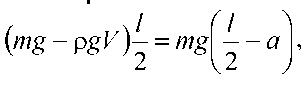 (mg − ρgV) l/2 = mg(l/2 − a),